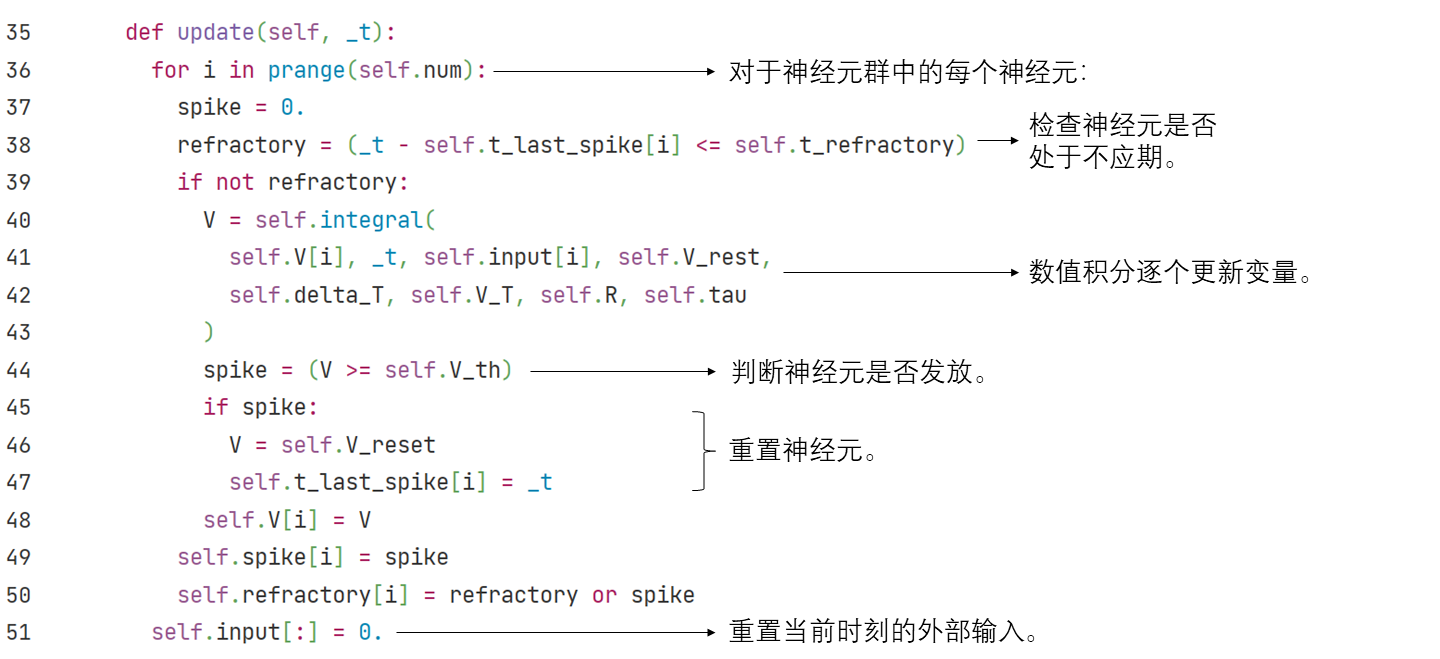 35 def update(self, _t):
36 for i in prange(self.num): 对于神经元群中的每个神经元:
37 spike = 0.
38 refractory = (_t - self.t_last_spike[i] <= self.t_refractory) 检查神经元是否
处于不应期。
39 if not refractory:
40 V = self.integral(
41 self.V[i], _t, self.input[i], self.V_rest, 数值积分逐个更新变量。
42 self.delta_T, self.V_T, self.R, self.tau
43 )
44 spike = (V >= self.V_th) 判断神经元是否发放。
45 if spike:
46 V = self.V_reset 重置神经元。
47 self.t_last_spike[i] = _t
48 self.V[i] = V
49 self.spike[i] = spike
50 self.refractory[i] = refractory or spike
51 self.input[:] = 0. 重置当前时刻的外部输入。